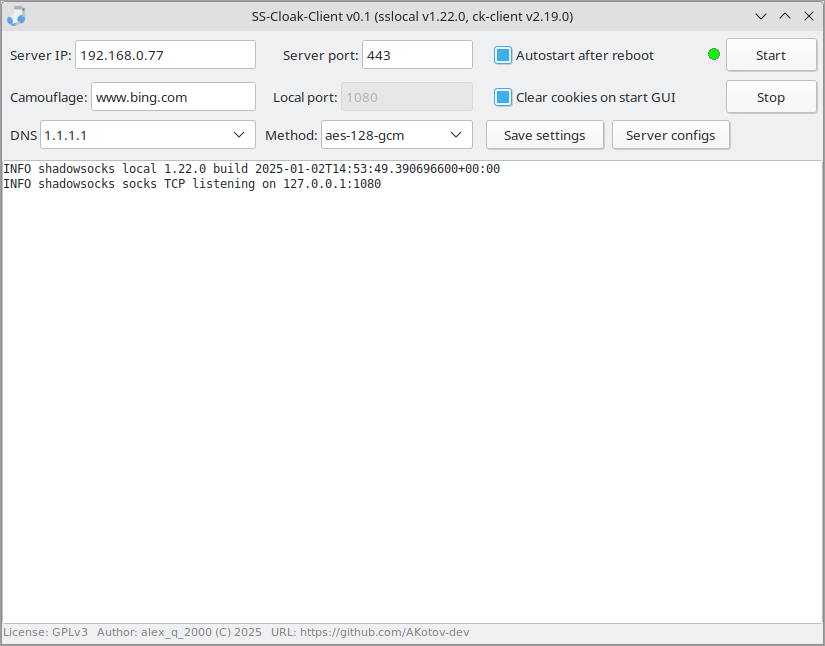 SS-Cloak-Client v0.1 (sslocal v1.22.0, ck-client v2.19.0)
Server IP: 192.168.0.77 Server port: 443 Autostart after reboot Start
Camouflage: www.bing.com Local port: 1080 Clear cookies on start GUI Stop
DNS 1.1.1.1 Method: aes-128-gcm Save settings Server configs
INFO shadowsocks local 1.22.0 build 2025-01-02T14:53:49.390696600+00:00
INFO shadowsocks socks TCP listening on 127.0.0.1:1080
License: GPLv3 Author: alex_q_2000 (C) 2025 URL: https://github.com/AKotov-dev